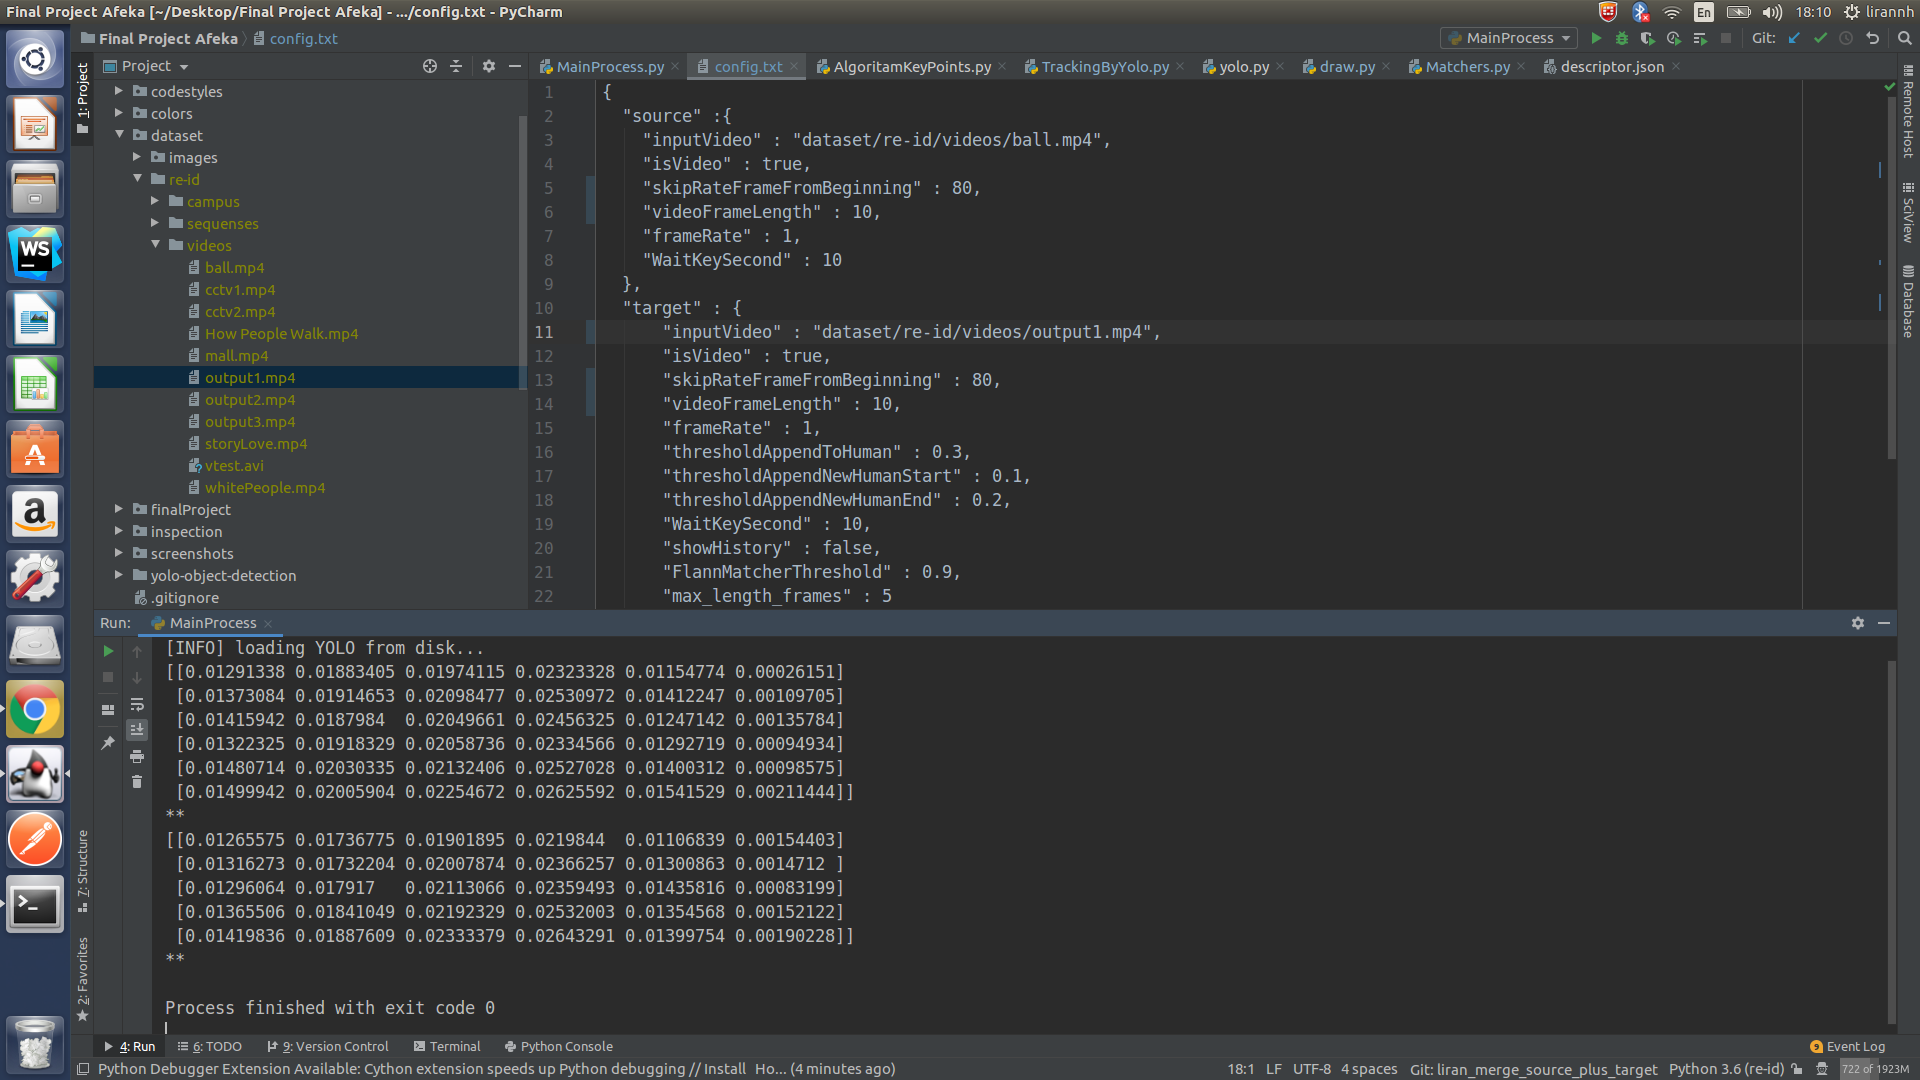 Final Project Afeka [~/Desktop/Final Project Afeka] - .../config.txt - PyCharm
En
18:10
lirannh
Final Project Afeka
config.txt
MainProcess
Git:
Project
MainProcess.py
config.txt
AlgoritamKeyPoints.py
TrackingByYolo.py
yolo.py
draw.py
Matchers.py
descriptor.json
1: Project
codestyles
colors
dataset
images
re-id
campus
sequenses
videos
ball.mp4
cctv1.mp4
cctv2.mp4
How People Walk.mp4
mall.mp4
output1.mp4
output2.mp4
output3.mp4
storyLove.mp4
vtest.avi
whitePeople.mp4
finalProject
inspection
screenshots
yolo-object-detection
.gitignore
1 {
2 "source" :{
3 "inputVideo" : "dataset/re-id/videos/ball.mp4",
4 "isVideo" : true,
5 "skipRateFrameFromBeginning" : 80,
6 "videoFrameLength" : 10,
7 "frameRate" : 1,
8 "WaitKeySecond" : 10
9 },
10 "target" : {
11 "inputVideo" : "dataset/re-id/videos/output1.mp4",
12 "isVideo" : true,
13 "skipRateFrameFromBeginning" : 80,
14 "videoFrameLength" : 10,
15 "frameRate" : 1,
16 "thresholdAppendToHuman" : 0.3,
17 "thresholdAppendNewHumanStart" : 0.1,
18 "thresholdAppendNewHumanEnd" : 0.2,
19 "WaitKeySecond" : 10,
20 "showHistory" : false,
21 "FlannMatcherThreshold" : 0.9,
22 "max_length_frames" : 5
Remote Host
SciView
Database
WS
Run:
MainProcess
[INFO] loading YOLO from disk...
[[0.01291338 0.01883405 0.01974115 0.02323328 0.01154774 0.00026151]
[0.01373084 0.01914653 0.02098477 0.02530972 0.01412247 0.00109705]
[0.01415942 0.0187984  0.02049661 0.02456325 0.01247142 0.00135784]
[0.01322325 0.01918329 0.02058736 0.02334566 0.01292719 0.00094934]
[0.01480714 0.02030335 0.02132406 0.02527028 0.01400312 0.00098575]
[0.01499942 0.02005904 0.02254672 0.02625592 0.01541529 0.00211444]]
**
[[0.01265575 0.01736775 0.01901895 0.0219844  0.01106839 0.00154403]
[0.01316273 0.01732204 0.02007874 0.02366257 0.01300863 0.0014712 ]
[0.01296064 0.017917   0.02113066 0.02359493 0.01435816 0.00083199]
[0.01365506 0.01841049 0.02192329 0.02532003 0.01354568 0.00152122]
[0.01419836 0.01887609 0.02333379 0.02643291 0.01399754 0.00190228]]
**
Process finished with exit code 0
7: Structure
2: Favorites
4: Run
6: TODO
9: Version Control
Terminal
Python Console
9 Event Log
Python Debugger Extension Available: Cython extension speeds up Python debugging // Install Ho... (4 minutes ago)
18:1
LF
UTF-8
4 spaces
Git: liran_merge_source_plus_target
Python 3.6 (re-id)
722 of 1923M